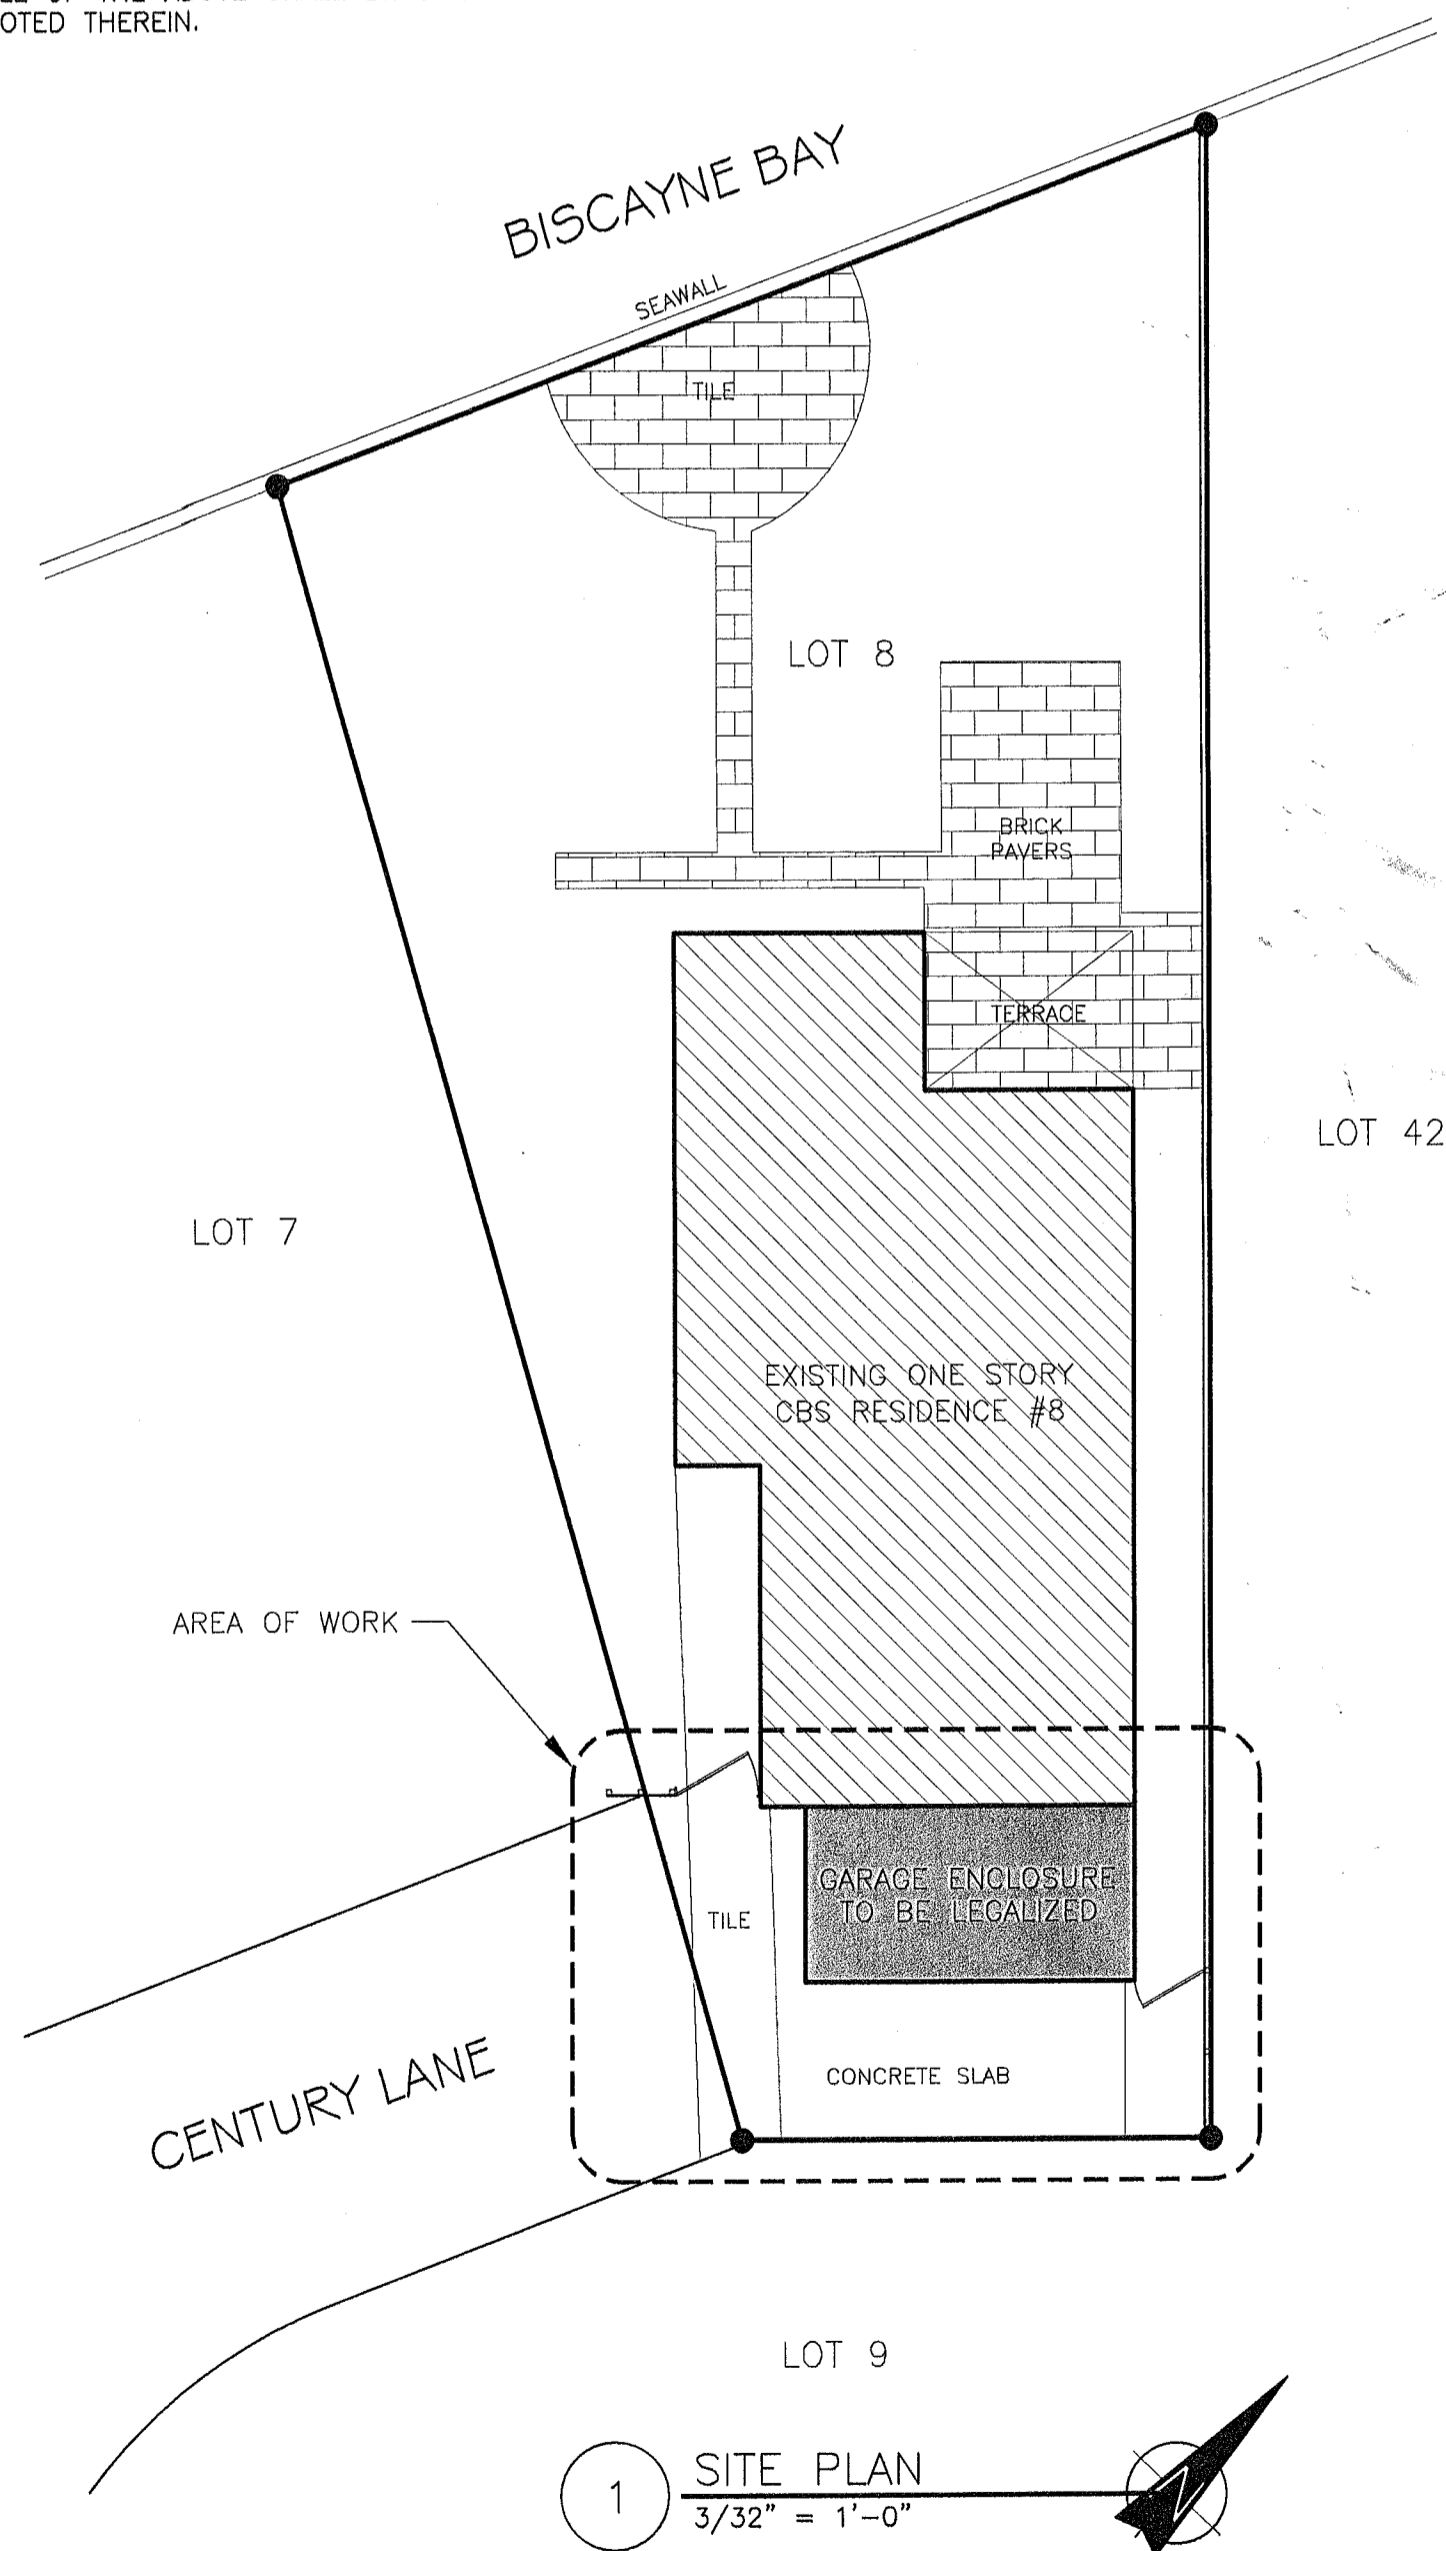 OTED THEREIN.
BISCAYNE BAY
SEAWALL
TILE
LOT 8
BRICK
PAVERS
TERRACE
LOT 42
LOT 7
EXISTING ONE STORY
CBS RESIDENCE #8
AREA OF WORK
GARAGE ENCLOSURE
TO BE LEGALIZED
TILE
CONCRETE SLAB
CENTURY LANE
LOT 9
1
SITE PLAN
3/32" = 1'-0"
N